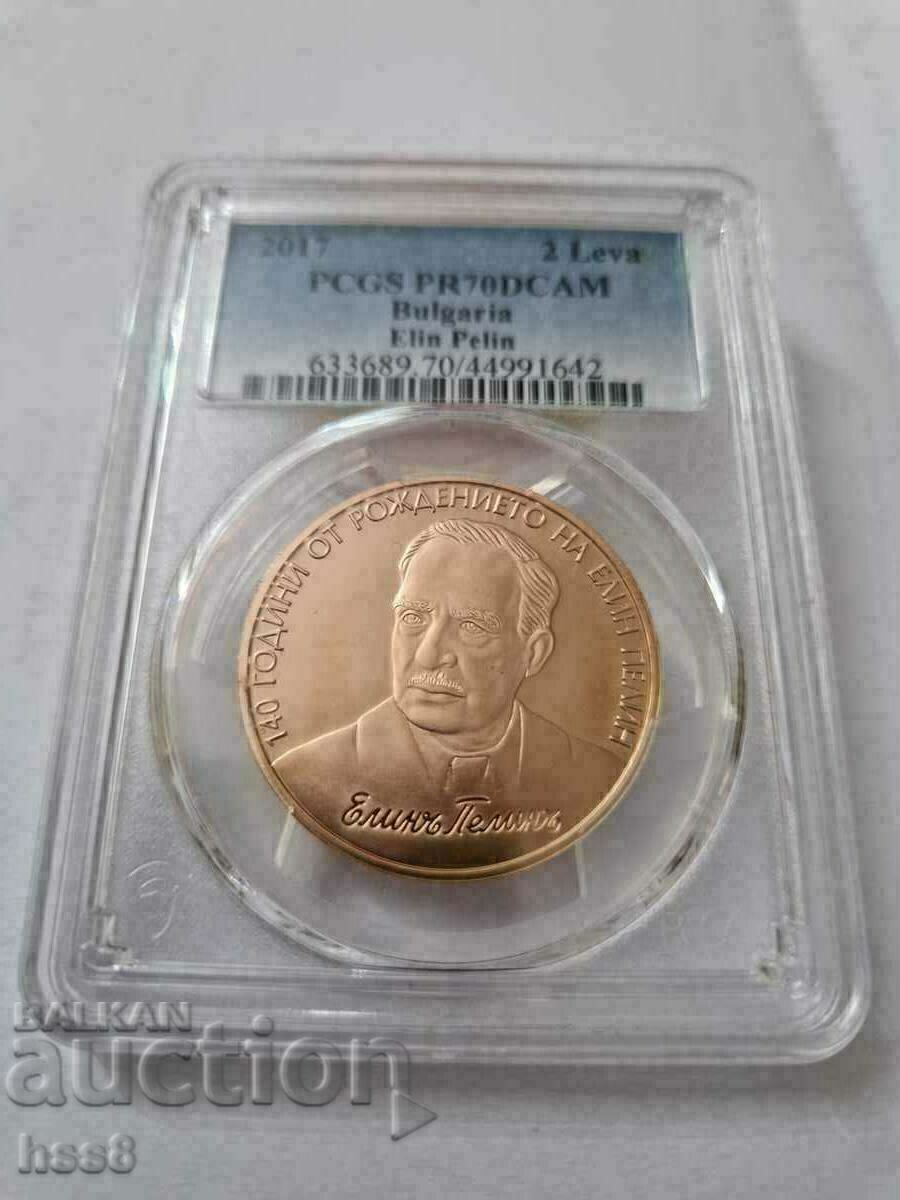 2017 2 Leva
PCGS PR70DCAM
Bulgaria
Elin Pelin
633689.70/44991642
140 ГОДИНИ ОТ РОЖДЕНИЕТО НА ЕЛИН ПЕЛИН
Елинъ Пелинъ
BALKAN
auction
hss8